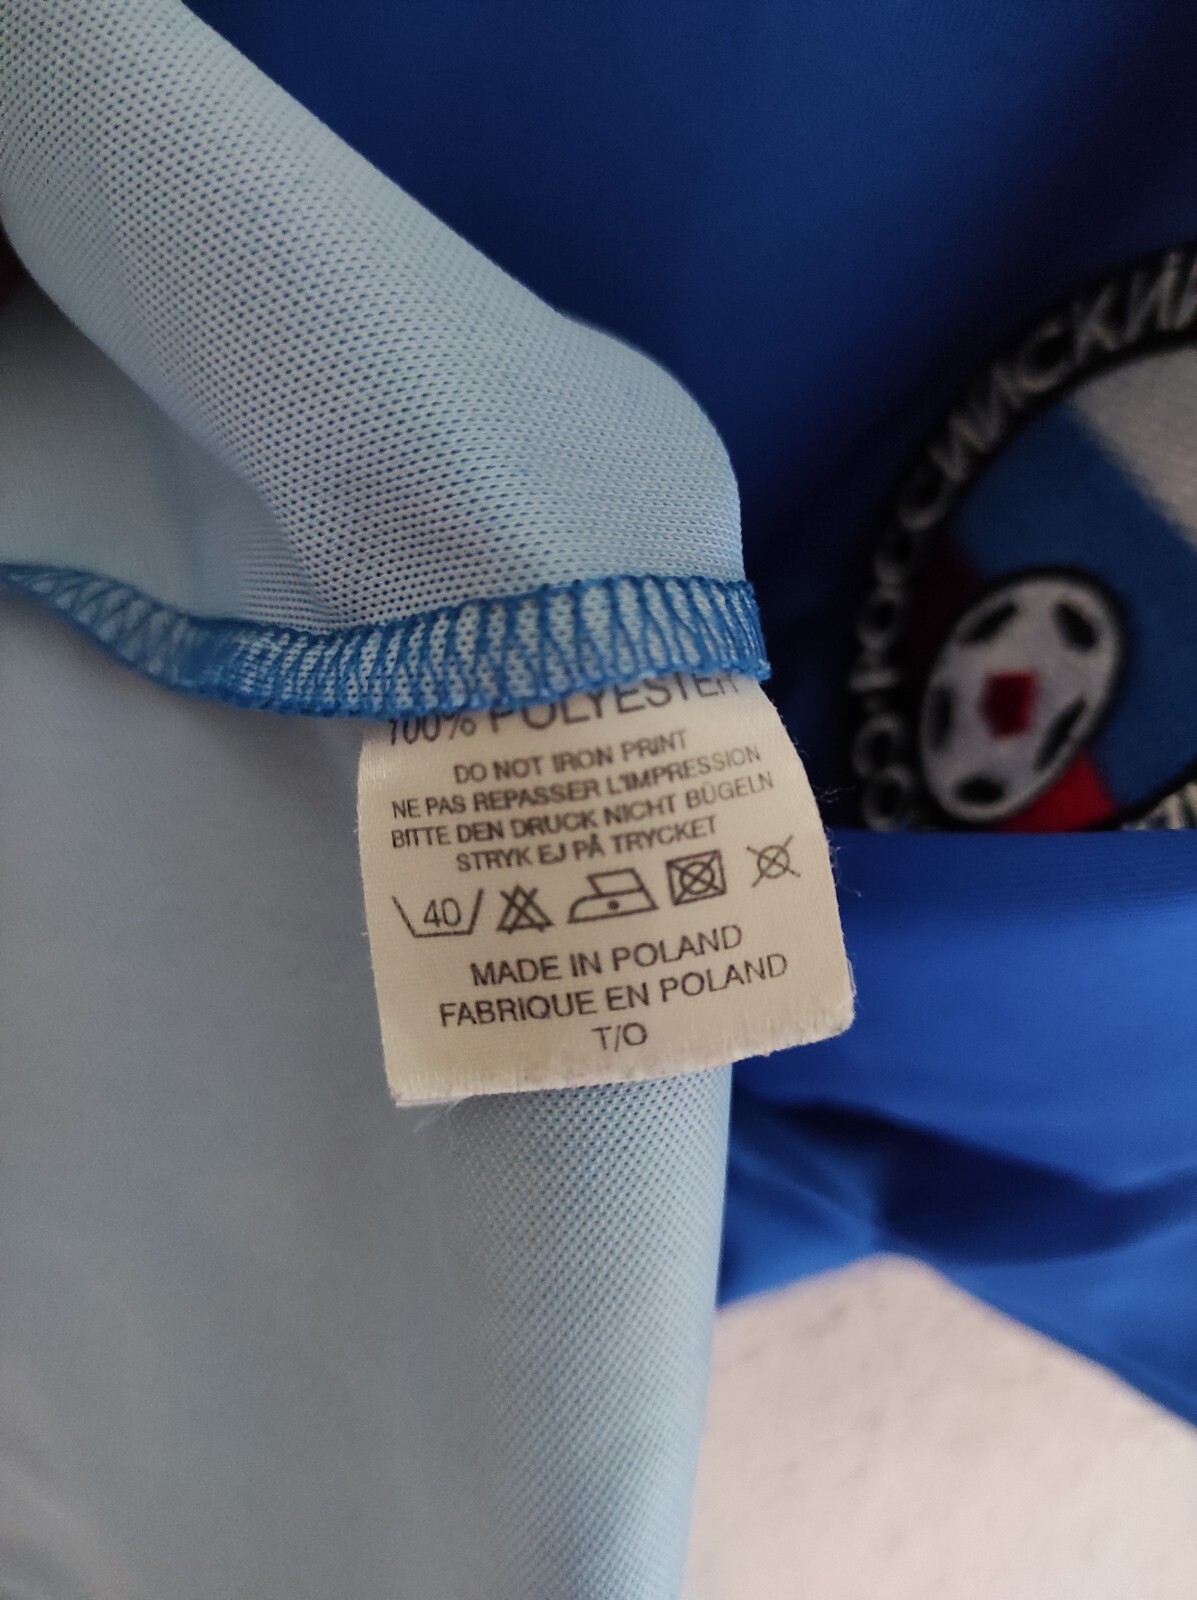 РОССИЙСКИЙ
100% POLYESTER
DO NOT IRON PRINT
NE PAS REPASSER L'IMPRESSION
BITTE DEN DRUCK NICHT BÜGELN
STRYK EJ PÅ TRYCKET
40
MADE IN POLAND
FABRIQUE EN POLAND
T/O